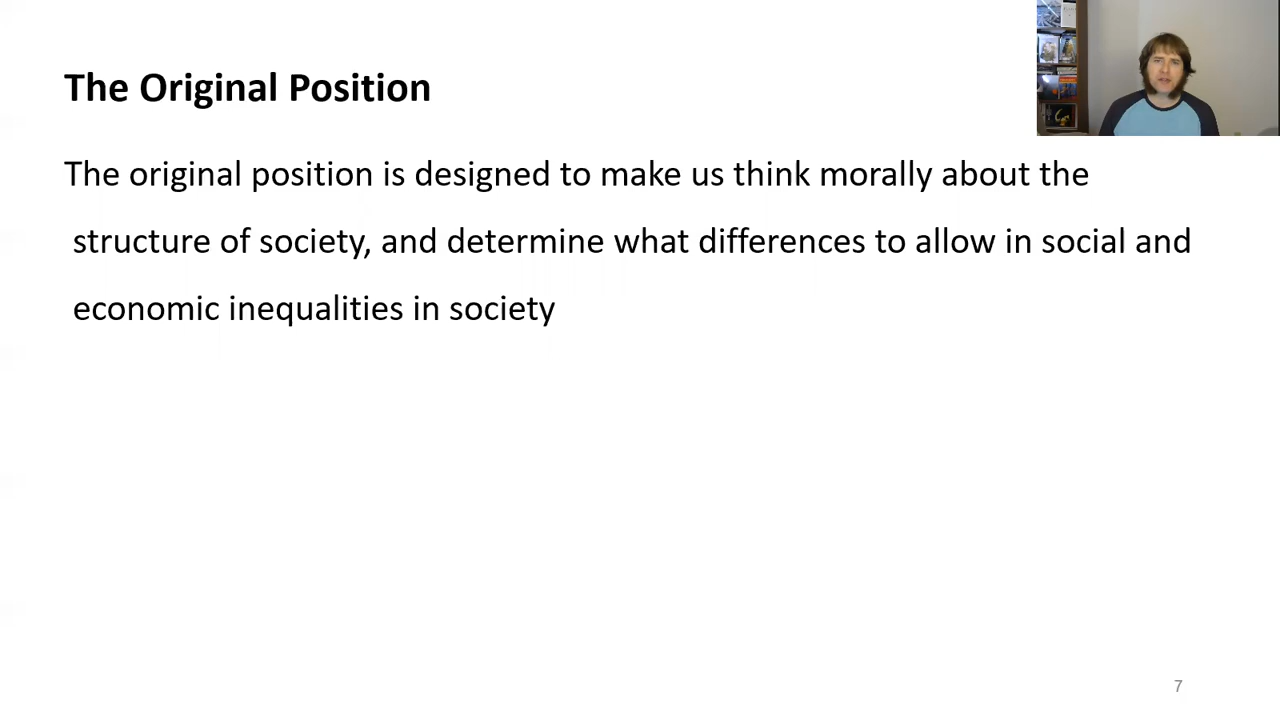 The Original Position
The original position is designed to make us think morally about the
structure of society, and determine what differences to allow in social and
economic inequalities in society
7